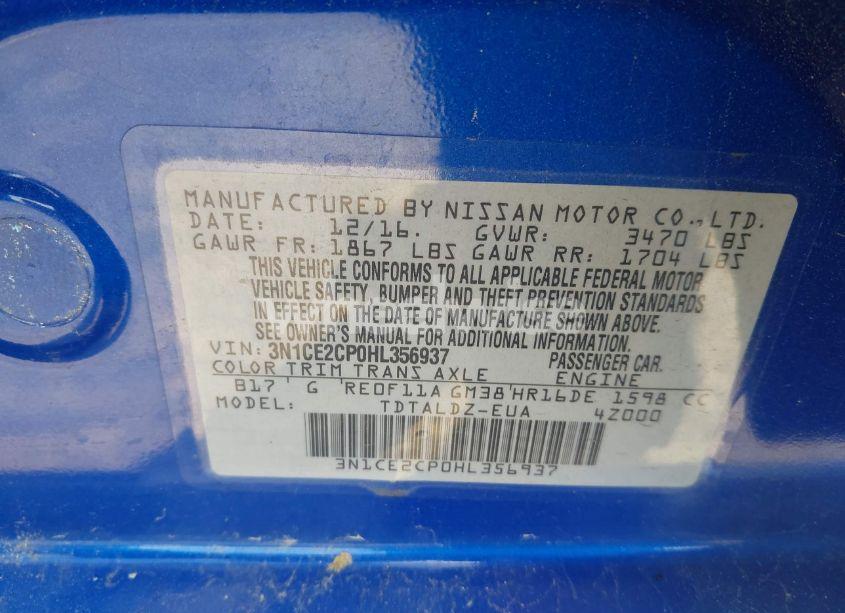 MANUFACTURED BY NISSAN MOTOR CO., LTD.
DATE: 12/16. GVWR: 3470 LBS
GAWR FR: 1867 LBS GAWR RR: 1704 LBS
THIS VEHICLE CONFORMS TO ALL APPLICABLE FEDERAL MOTOR
VEHICLE SAFETY, BUMPER AND THEFT PREVENTION STANDARDS
IN EFFECT ON THE DATE OF MANUFACTURE SHOWN ABOVE.
SEE OWNER'S MANUAL FOR ADDITIONAL INFORMATION.
VIN: 3N1CE2CP0HL356937 PASSENGER CAR.
COLOR TRIM TRANS AXLE ENGINE
B17 G RE0F11A GM38 HR16DE 1598 CC
MODEL: TDTALDZ-EUA 4Z000
3N1CE2CP0HL356937